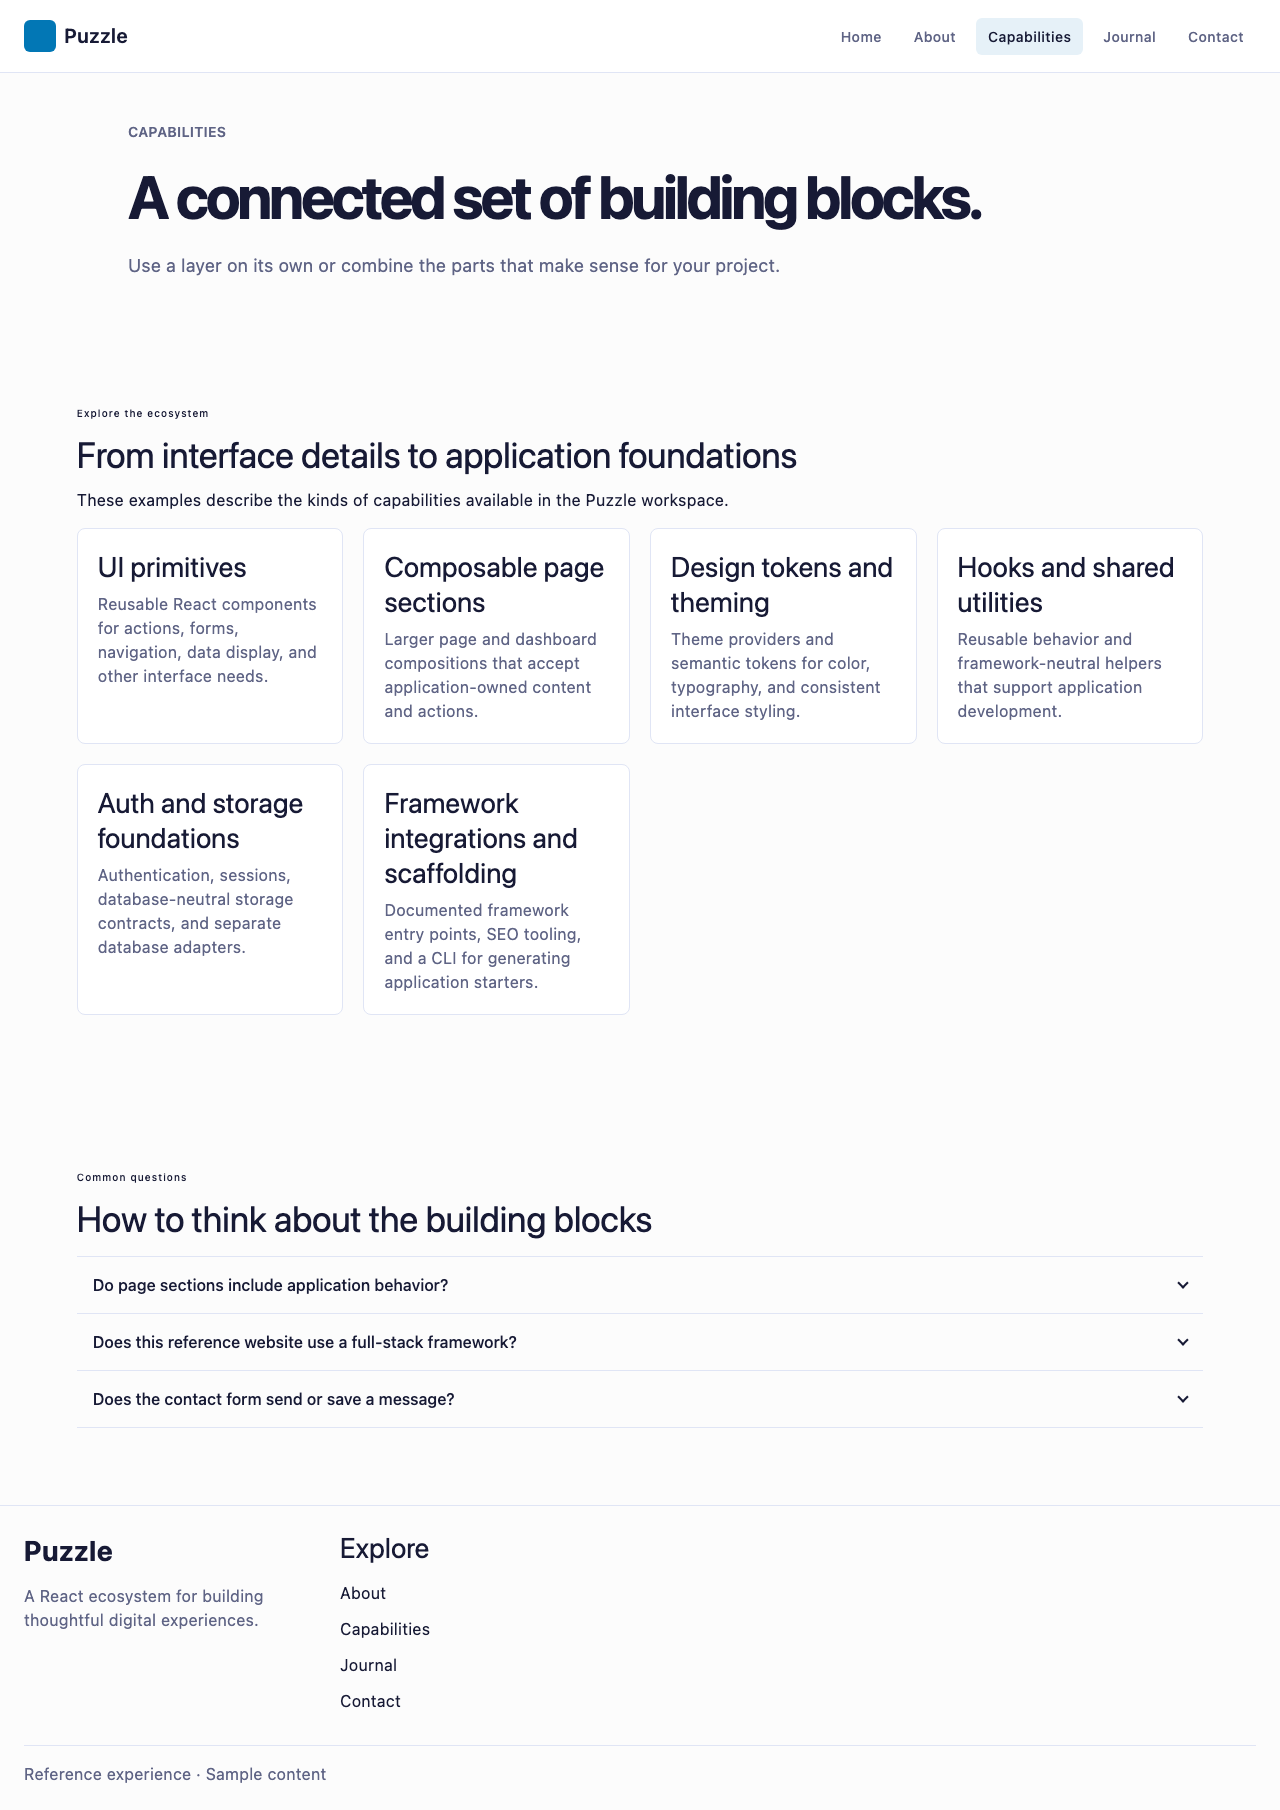 Puzzle
Home About Capabilities Journal Contact
CAPABILITIES
A connected set of building blocks.
Use a layer on its own or combine the parts that make sense for your project.
Explore the ecosystem
From interface details to application foundations
These examples describe the kinds of capabilities available in the Puzzle workspace.
UI primitives
Reusable React components
for actions, forms,
navigation, data display, and
other interface needs.
Composable page
sections
Larger page and dashboard
compositions that accept
application-owned content
and actions.
Design tokens and
theming
Theme providers and
semantic tokens for color,
typography, and consistent
interface styling.
Hooks and shared
utilities
Reusable behavior and
framework-neutral helpers
that support application
development.
Auth and storage
foundations
Authentication, sessions,
database-neutral storage
contracts, and separate
database adapters.
Framework
integrations and
scaffolding
Documented framework
entry points, SEO tooling,
and a CLI for generating
application starters.
Common questions
How to think about the building blocks
Do page sections include application behavior?
Does this reference website use a full-stack framework?
Does the contact form send or save a message?
Puzzle
A React ecosystem for building
thoughtful digital experiences.
Explore
About
Capabilities
Journal
Contact
Reference experience · Sample content